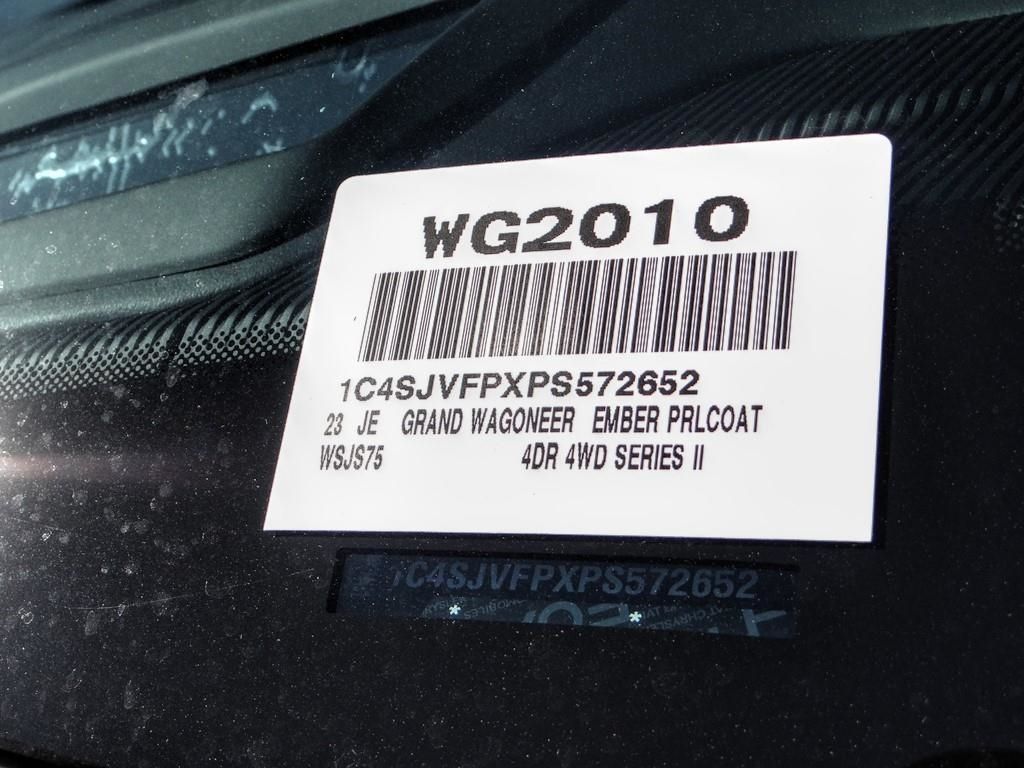 WG2010
1C4SJVFPXPS572652
23 JE GRAND WAGONEER EMBER PRLCOAT
WSJS75 4DR 4WD SERIES II
1C4SJVFPXPS572652